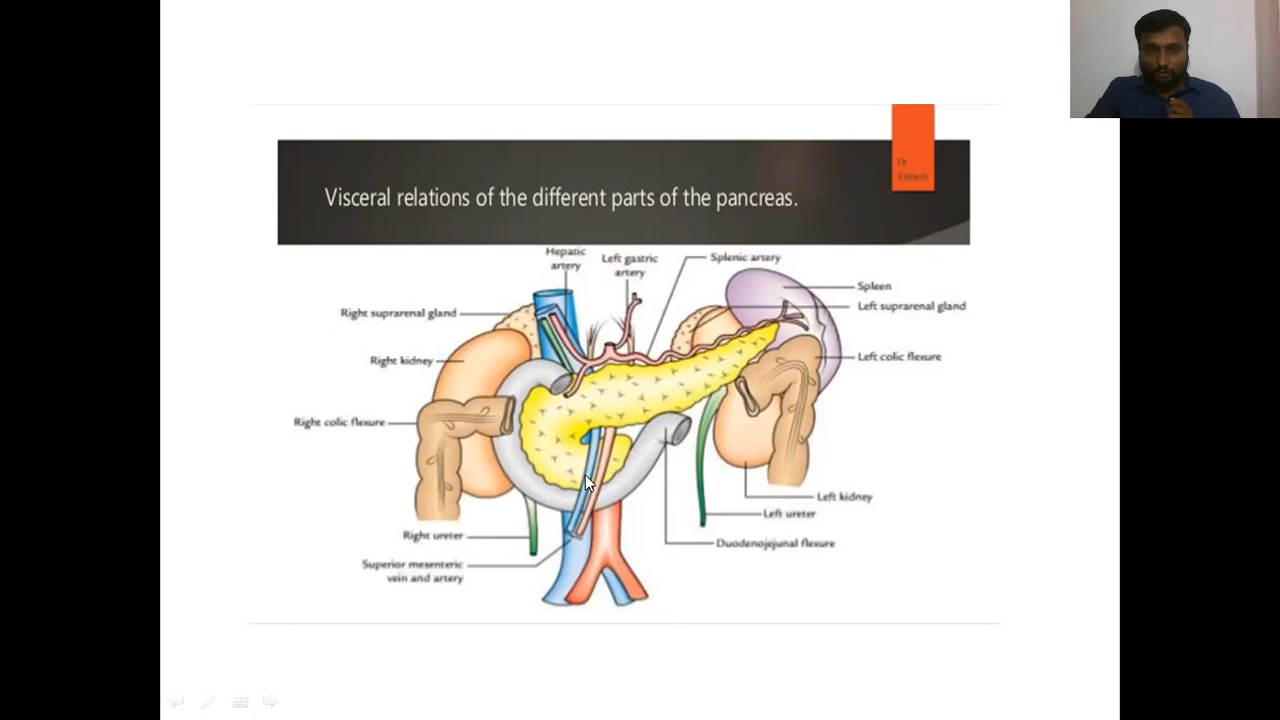 Dr
Vibhash
Visceral relations of the different parts of the pancreas.
Hepatic
artery
Left gastric
artery
Splenic artery
Spleen
Left suprarenal gland
Right suprarenal gland
Right kidney
Left colic flexure
Right colic flexure
Left kidney
Left ureter
Right ureter
Duodenojejunal flexure
Superior mesenteric
vein and artery